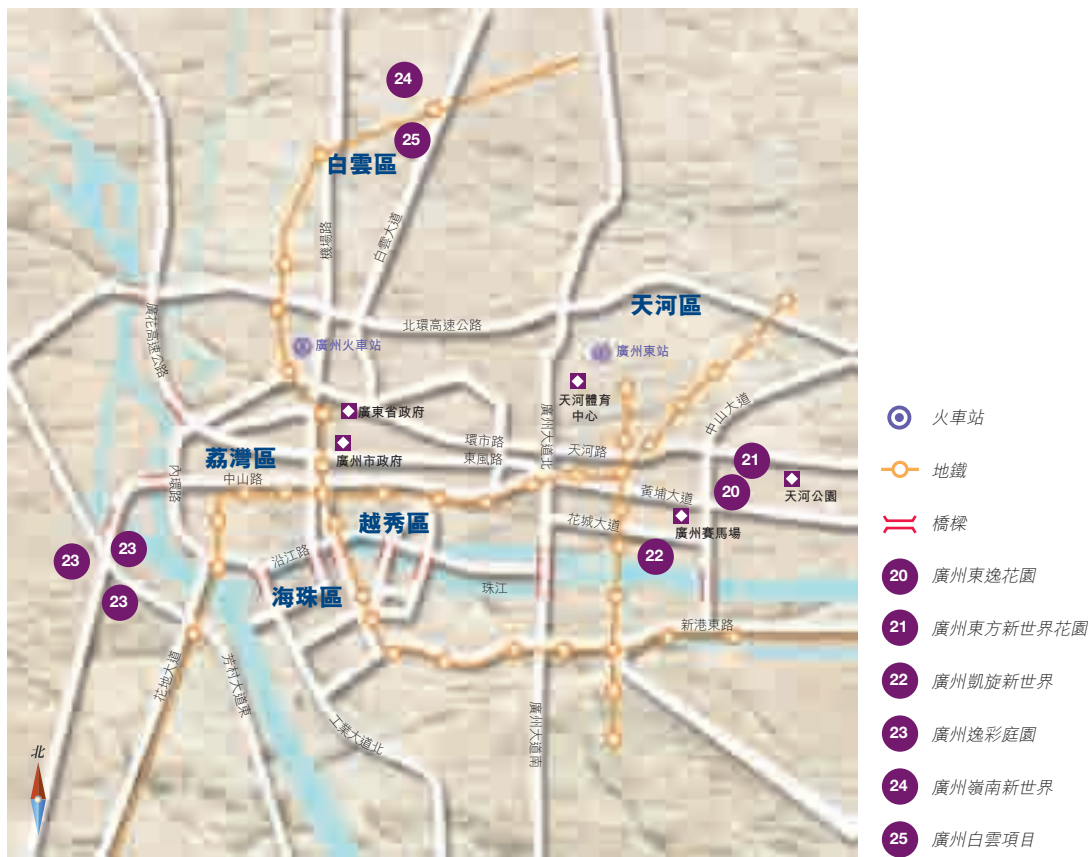 24
25
白雲區
機場路
白雲大道
天河區
北環高速公路
廣花高速公路
廣州火車站
廣州東站
天河體育
中心
廣東省政府
廣州大道北
中山大道
環市路
天河路
廣州市政府
東風路
荔灣區
中山路
內環路
21
20
天河公園
黃埔大道
花城大道
廣州賽馬場
越秀區
沿江路
22
23
23
23
海珠區
珠江
新港東路
花地大道
芳村大道東
工業大道北
廣州大道南
北
火車站
地鐵
橋樑
20 廣州東逸花園
21 廣州東方新世界花園
22 廣州凱旋新世界
23 廣州逸彩庭園
24 廣州嶺南新世界
25 廣州白雲項目